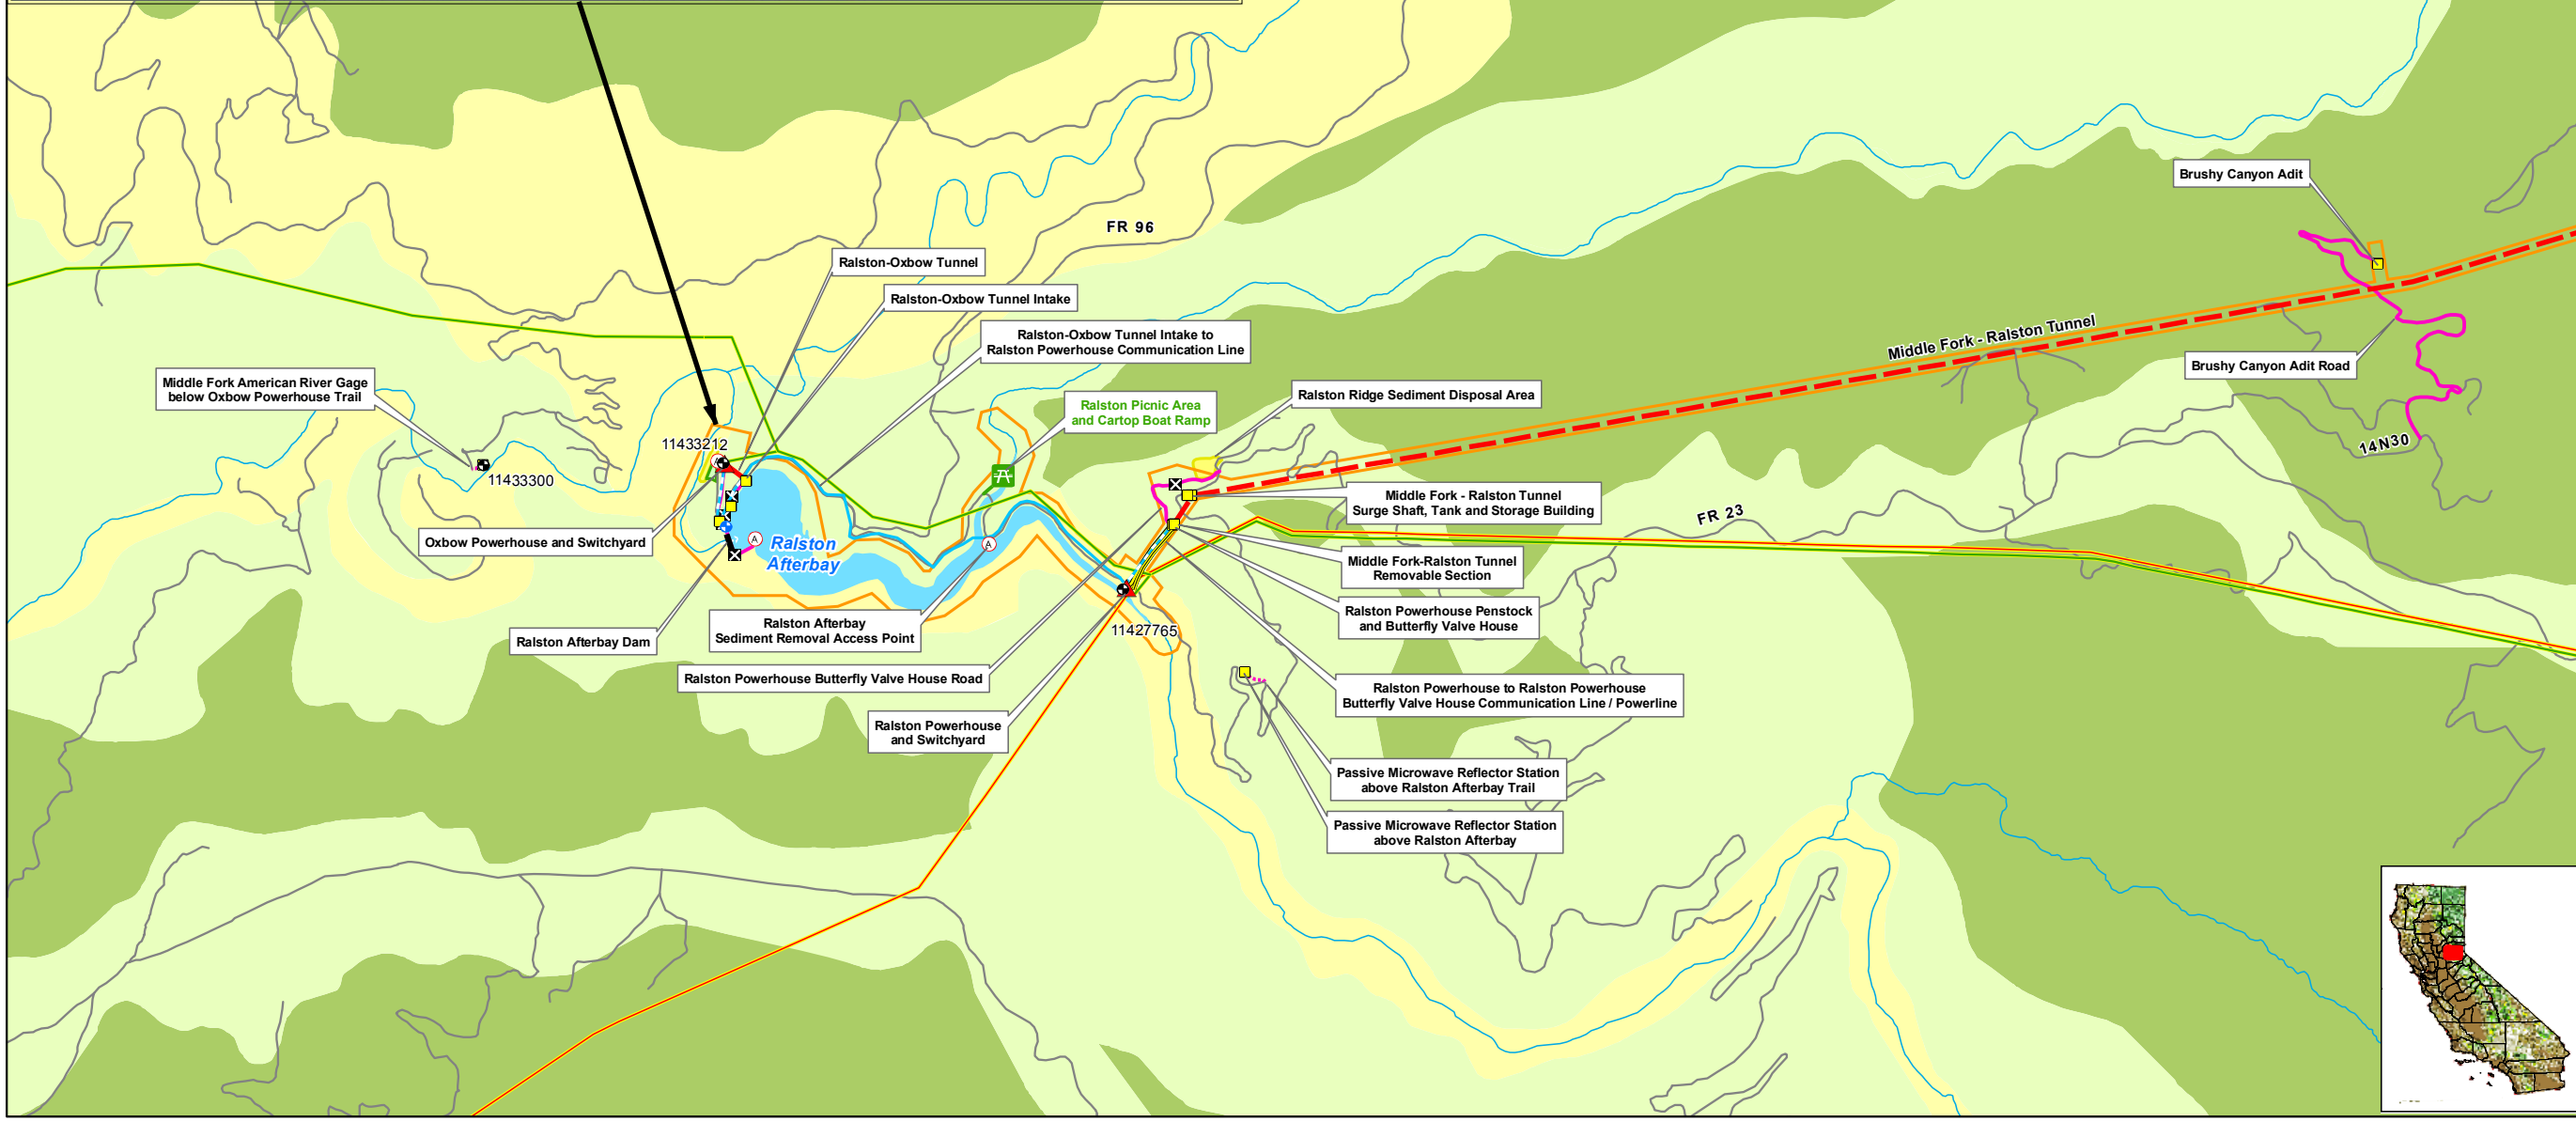 Brushy Canyon Adit
FR 96
Ralston-Oxbow Tunnel
Ralston-Oxbow Tunnel Intake
Middle Fork - Ralston Tunnel
Ralston-Oxbow Tunnel Intake to
Ralston Powerhouse Communication Line
Brushy Canyon Adit Road
Middle Fork American River Gage
below Oxbow Powerhouse Trail
Ralston Ridge Sediment Disposal Area
Ralston Picnic Area
and Cartop Boat Ramp
11433212
14N30
11433300
Middle Fork - Ralston Tunnel
Surge Shaft, Tank and Storage Building
FR 23
Oxbow Powerhouse and Switchyard
A
A
A
Ralston
Afterbay
Middle Fork-Ralston Tunnel
Removable Section
Ralston Powerhouse Penstock
and Butterfly Valve House
Ralston Afterbay
Sediment Removal Access Point
11427765
Ralston Afterbay Dam
Ralston Powerhouse Butterfly Valve House Road
Ralston Powerhouse to Ralston Powerhouse
Butterfly Valve House Communication Line / Powerline
Ralston Powerhouse
and Switchyard
Passive Microwave Reflector Station
above Ralston Afterbay Trail
Passive Microwave Reflector Station
above Ralston Afterbay